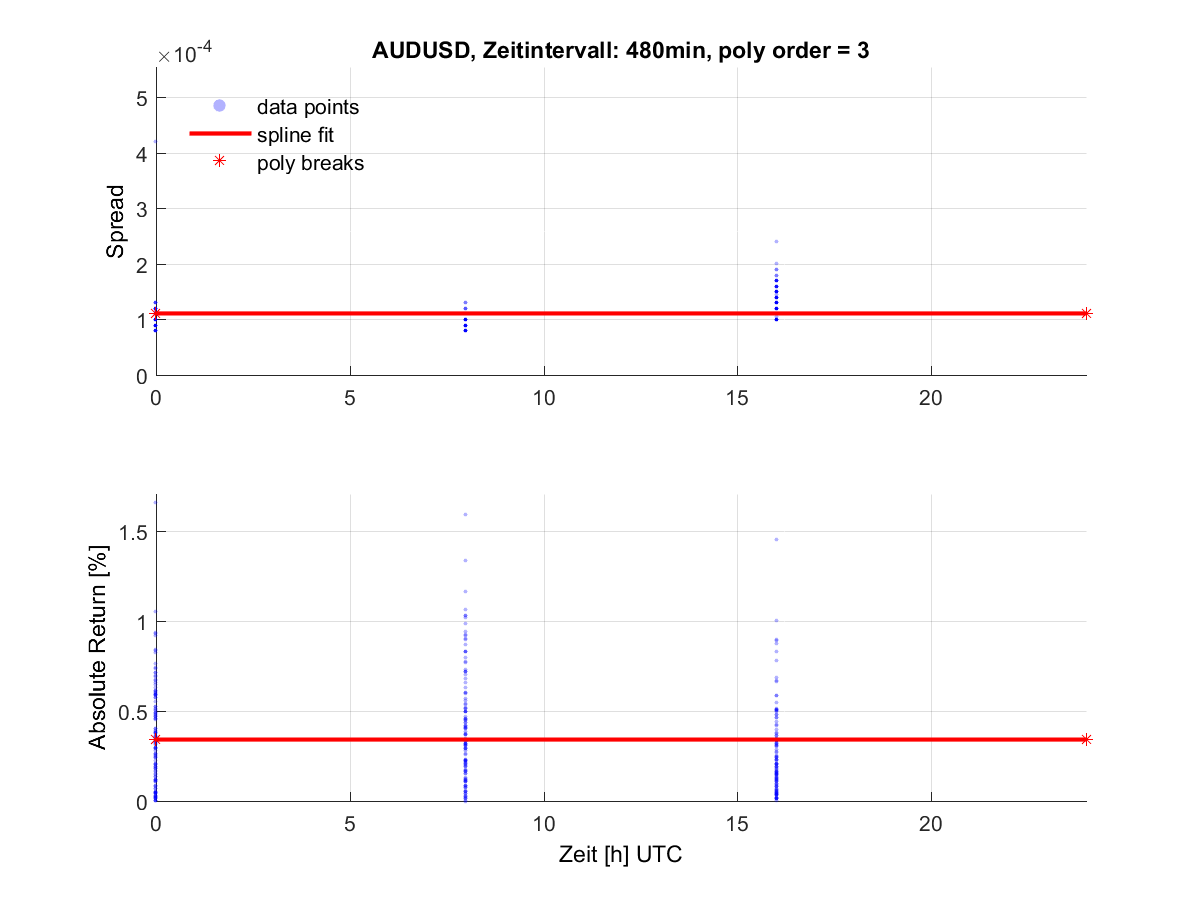 AUDUSD, Zeitintervall: 480min, poly order = 3
×10-4
5
4
3
2
1
0
Spread
data points
spline fit
poly breaks
0 5 10 15 20
1.5
1
0.5
0
Absolute Return [%]
0 5 10 15 20
Zeit [h] UTC